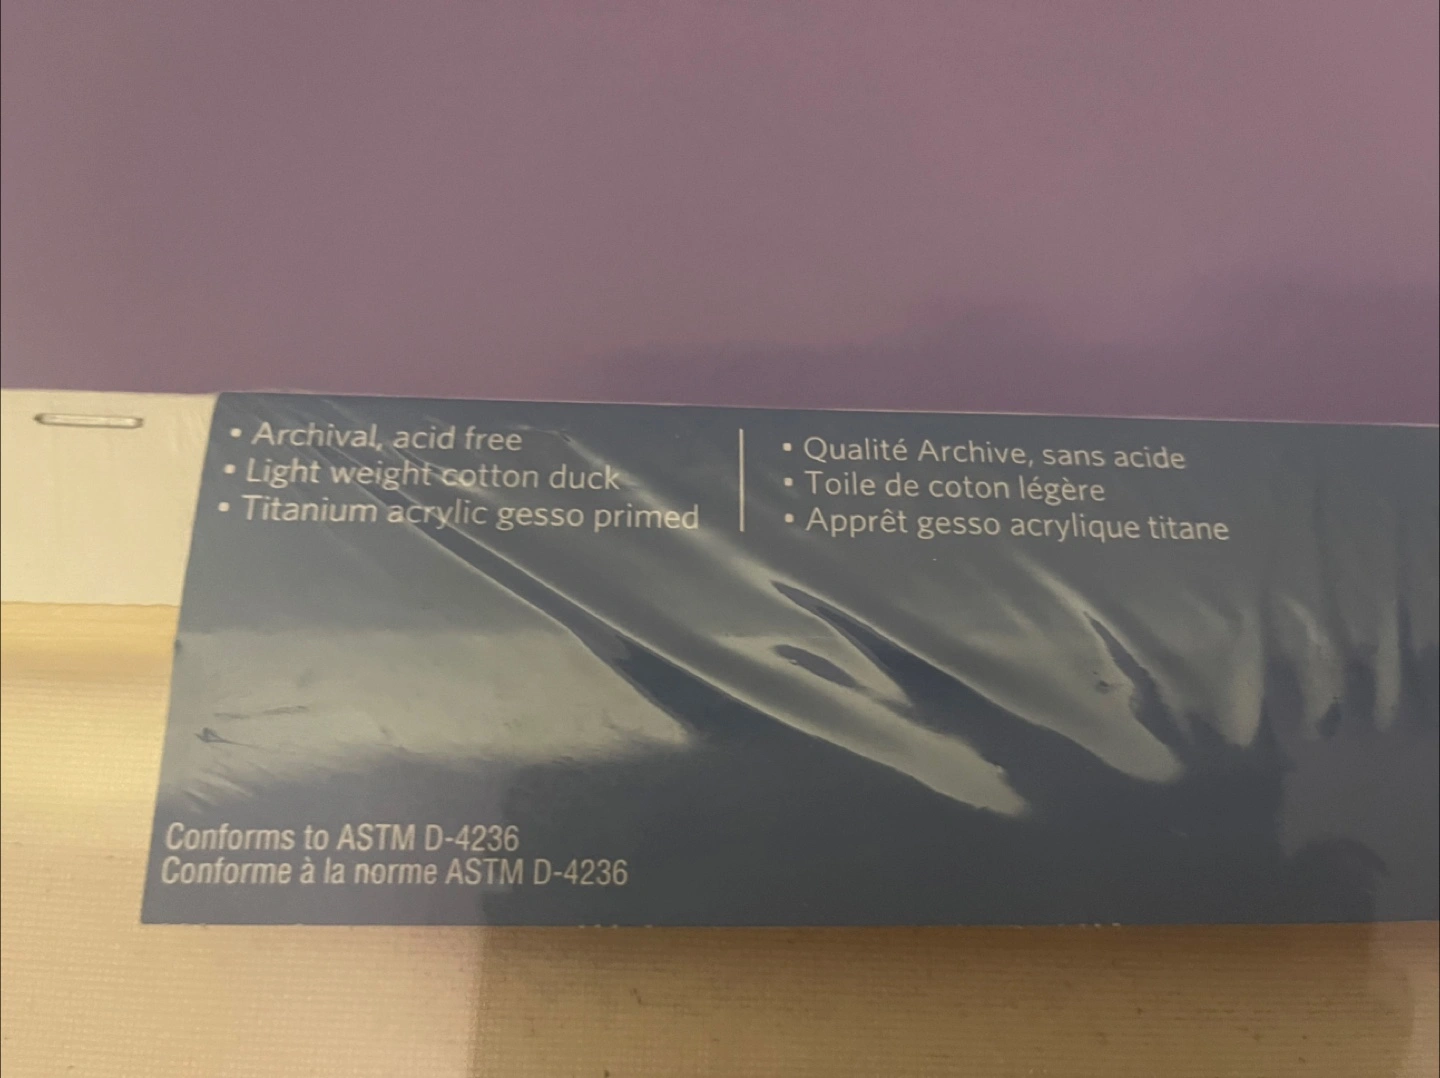 • Archival, acid free
• Light weight cotton duck
• Titanium acrylic gesso primed
• Qualité Archive, sans acide
• Toile de coton légère
• Apprêt gesso acrylique titane
Conforms to ASTM D-4236
Conforme à la norme ASTM D-4236